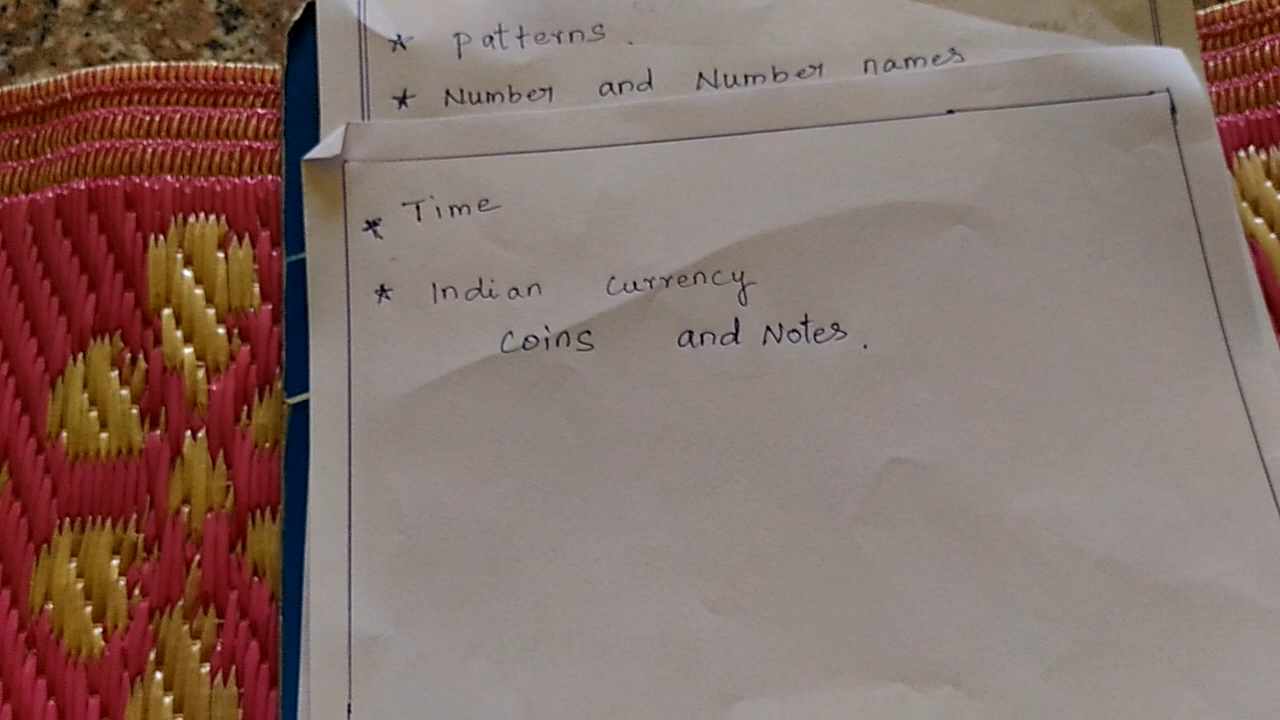 * patterns.
* Number and Number names
* Time
* Indian currency
coins and Notes.